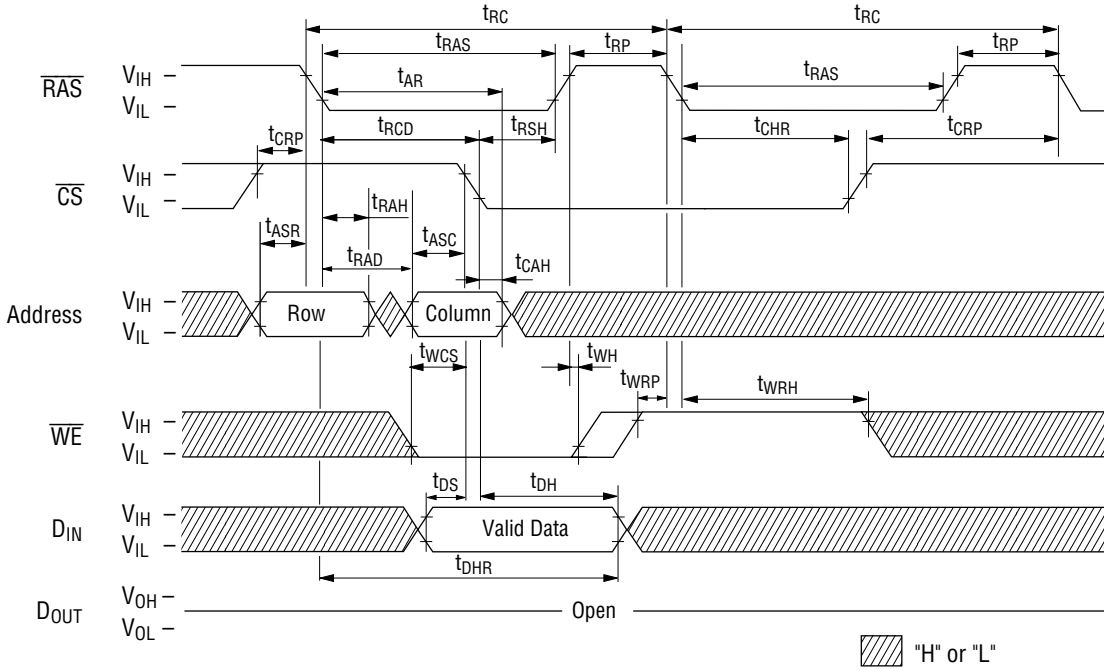 tRC tRC
tRAS tRP tRP
RAS VIH – tAR tRAS
VIL –
tRCD tRSH tCHR tCRP
tCRP
CS VIH –
VIL – tRAH
tASR tASC
tRAD tCAH
Address VIH – Row Column
VIL –
tWCS tWH
tWRP tWRH
WE VIH –
VIL –
tDS tDH
DIN VIH – Valid Data
VIL –
tDHR
DOUT VOH – Open
VOL –
"H" or "L"